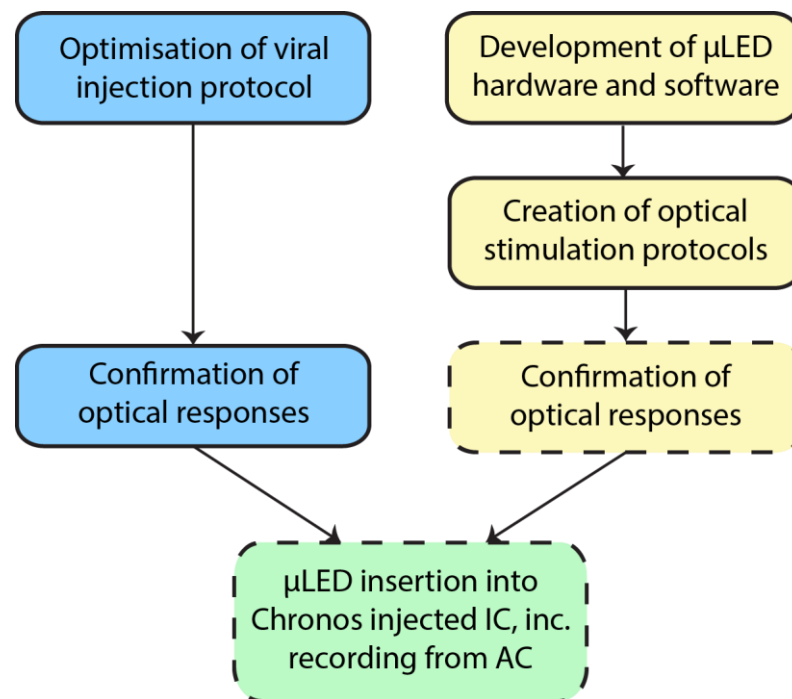 Optimisation of viral
injection protocol
Development of µLED
hardware and software
Creation of optical
stimulation protocols
Confirmation of
optical responses
Confirmation of
optical responses
µLED insertion into
Chronos injected IC, inc.
recording from AC